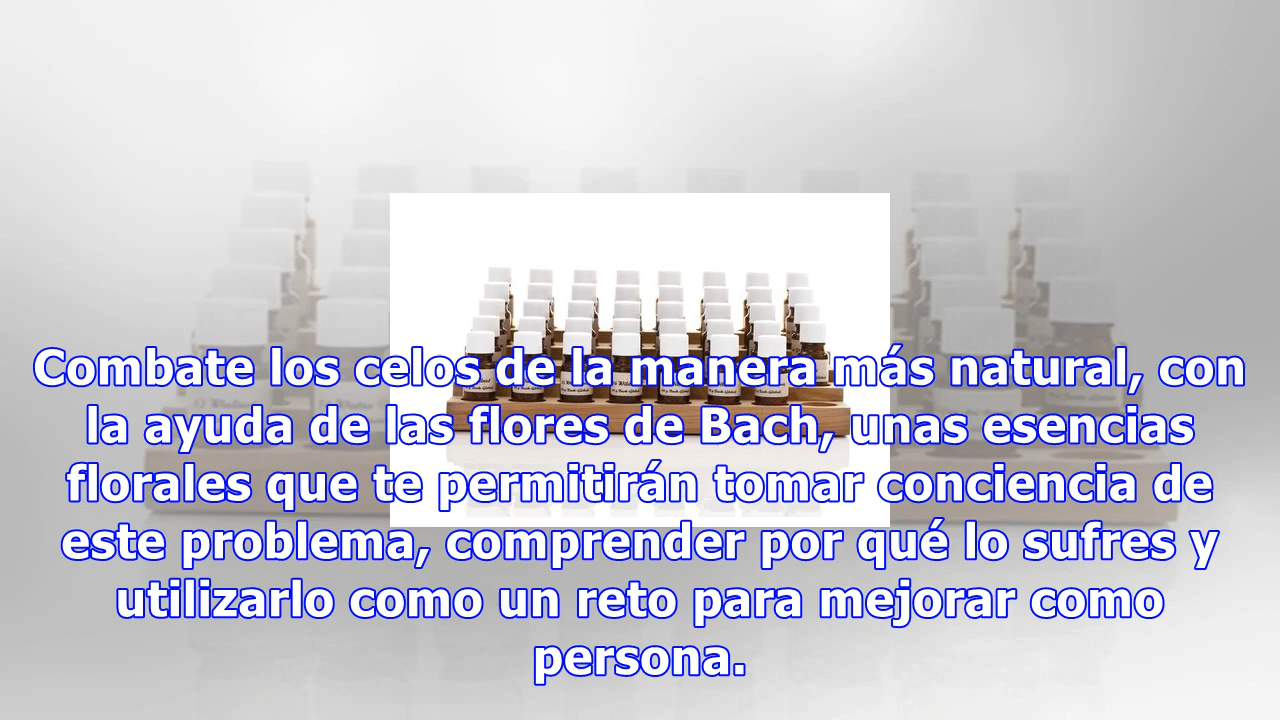 Combate los celos de la manera más natural, con
la ayuda de las flores de Bach, unas esencias
florales que te permitirán tomar conciencia de
este problema, comprender por qué lo sufres y
utilizarlo como un reto para mejorar como
persona.